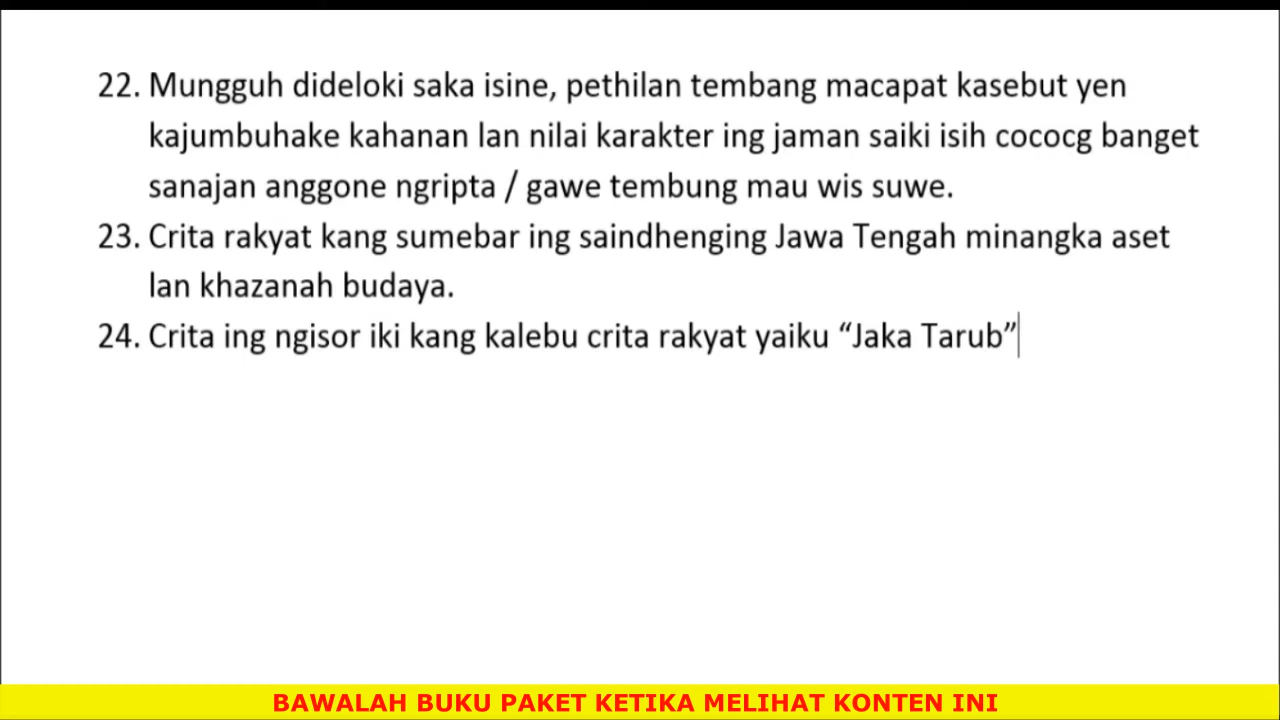 22. Mungguh dideloki saka isine, pethilan tembang macapat kasebut yen
kajumbuhake kahanan lan nilai karakter ing jaman saiki isih cococg banget
sanajan anggone ngripta / gawe tembung mau wis suwe.
23. Crita rakyat kang sumebar ing saindhenging Jawa Tengah minangka aset
lan khazanah budaya.
24. Crita ing ngisor iki kang kalebu crita rakyat yaiku “Jaka Tarub”
BAWALAH BUKU PAKET KETIKA MELIHAT KONTEN INI